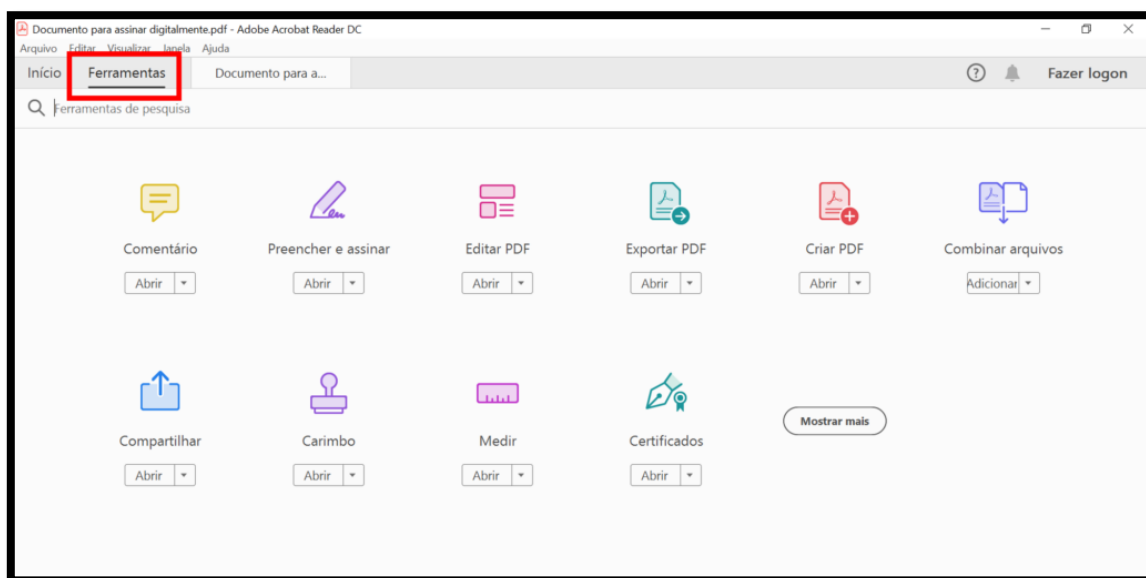 Documento para assinar digitalmente.pdf - Adobe Acrobat Reader DC
Arquivo Editar Visualizar Janela Ajuda
Início Ferramentas Documento para a... Fazer logon
Ferramentas de pesquisa
Comentário Preencher e assinar Editar PDF Exportar PDF Criar PDF Combinar arquivos
Abrir Abrir Abrir Abrir Abrir Adicionar
Mostrar mais
Compartilhar Carimbo Medir Certificados
Abrir Abrir Abrir Abrir